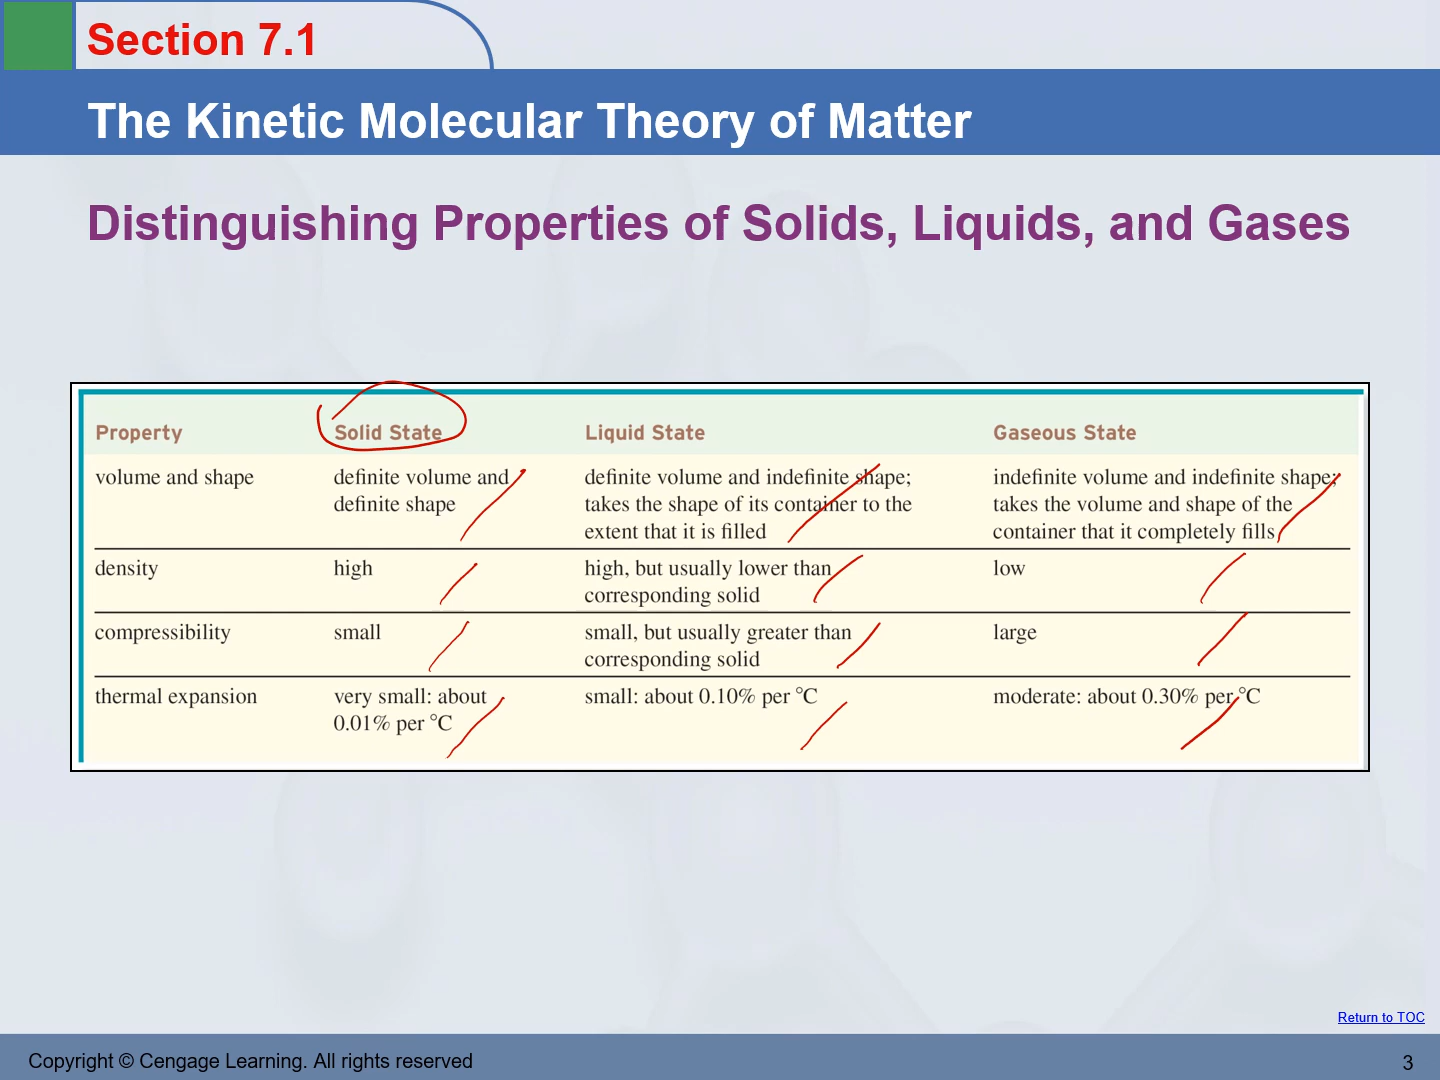 Section 7.1
The Kinetic Molecular Theory of Matter
Distinguishing Properties of Solids, Liquids, and Gases
Property Solid State Liquid State Gaseous State
volume and shape definite volume and definite volume and indefinite shape; indefinite volume and indefinite shape;
definite shape takes the shape of its container to the takes the volume and shape of the
extent that it is filled container that it completely fills
density high high, but usually lower than low
corresponding solid
compressibility small small, but usually greater than large
corresponding solid
thermal expansion very small: about small: about 0.10% per °C moderate: about 0.30% per °C
0.01% per °C
Return to TOC
Copyright © Cengage Learning. All rights reserved 3